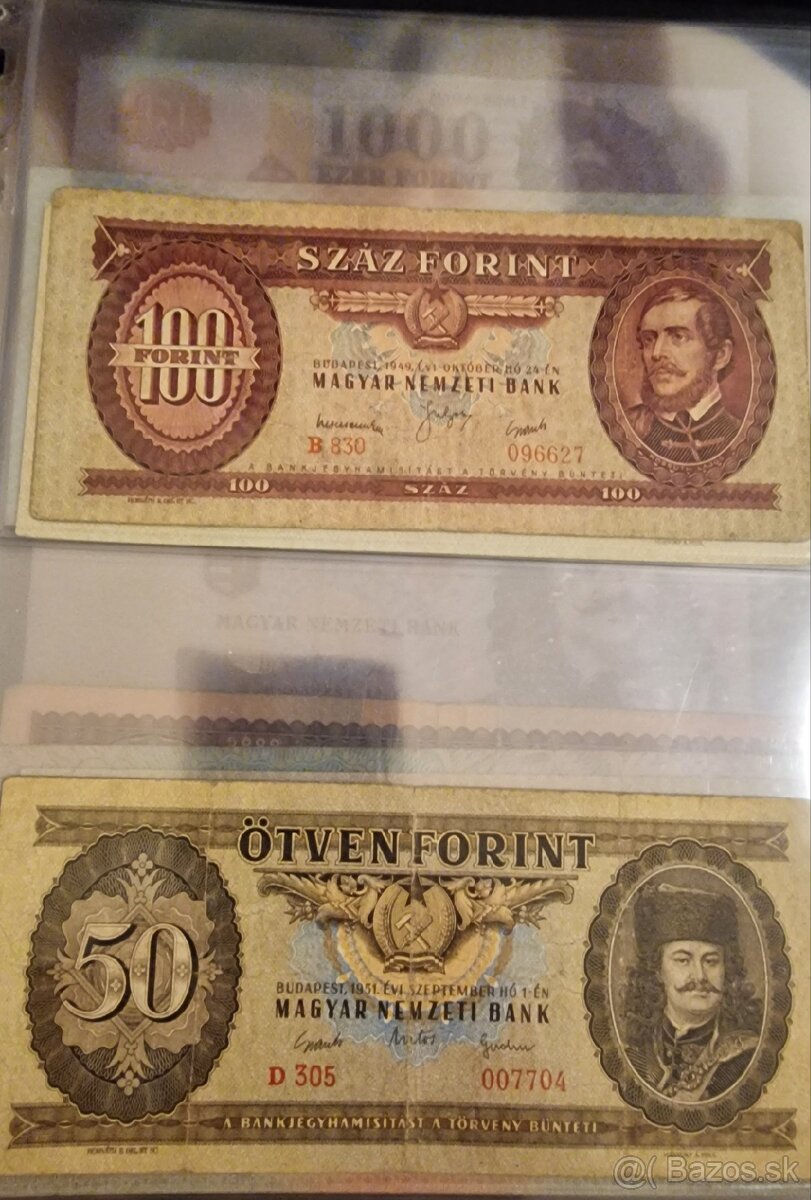 1000
EZER FORINT
SZÁZ FORINT
100
FORINT
BUDAPEST, 1949. ÉVI OKTÓBER HÓ 24-ÉN
MAGYAR NEMZETI BANK
B 830
096627
A BANKJEGYHAMISÍTÁST A TÖRVÉNY BÜNTETI
100 SZÁZ 100
MAGYAR NEMZETI BANK
ÖTVEN FORINT
50
BUDAPEST, 1951. ÉVI SZEPTEMBER HÓ 1-ÉN
MAGYAR NEMZETI BANK
D 305
007704
A BANKJEGYHAMISÍTÁST A TÖRVÉNY BÜNTETI
@( Bazos.sk